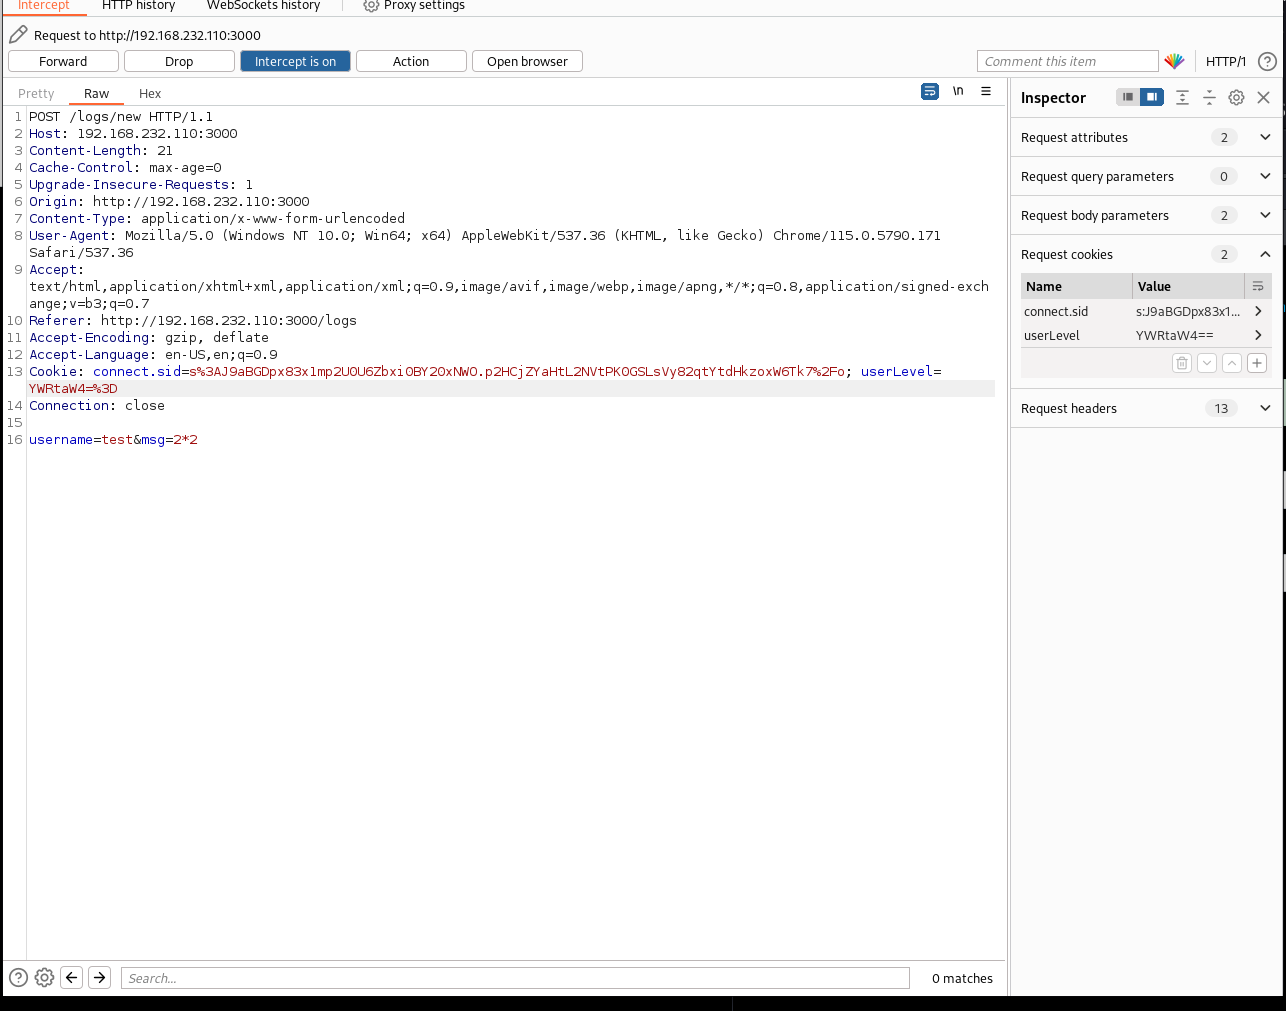 Intercept HTTP history WebSockets history Proxy settings
Request to http://192.168.232.110:3000
Forward Drop Intercept is on Action Open browser Comment this item HTTP/1 ?
Pretty Raw Hex \n
1 POST /logs/new HTTP/1.1
2 Host: 192.168.232.110:3000
3 Content-Length: 21
4 Cache-Control: max-age=0
5 Upgrade-Insecure-Requests: 1
6 Origin: http://192.168.232.110:3000
7 Content-Type: application/x-www-form-urlencoded
8 User-Agent: Mozilla/5.0 (Windows NT 10.0; Win64; x64) AppleWebKit/537.36 (KHTML, like Gecko) Chrome/115.0.5790.171
Safari/537.36
9 Accept:
text/html,application/xhtml+xml,application/xml;q=0.9,image/avif,image/webp,image/apng,*/*;q=0.8,application/signed-exch
ange;v=b3;q=0.7
10 Referer: http://192.168.232.110:3000/logs
11 Accept-Encoding: gzip, deflate
12 Accept-Language: en-US,en;q=0.9
13 Cookie: connect.sid=s%3AJ9aBGDpx83x1mp2U0U6Zbxi0BY20xNW0.p2HCjZYaHtL2NVtPK0GSLsVy82qtYtdHkzoxW6Tk7%2Fo; userLevel=
YWRtaW4=%3D
14 Connection: close
15
16 username=test&msg=2*2
Inspector
Request attributes 2
Request query parameters 0
Request body parameters 2
Request cookies 2
Name Value
connect.sid s:J9aBGDpx83x1...
userLevel YWRtaW4==
Request headers 13
? Search... 0 matches